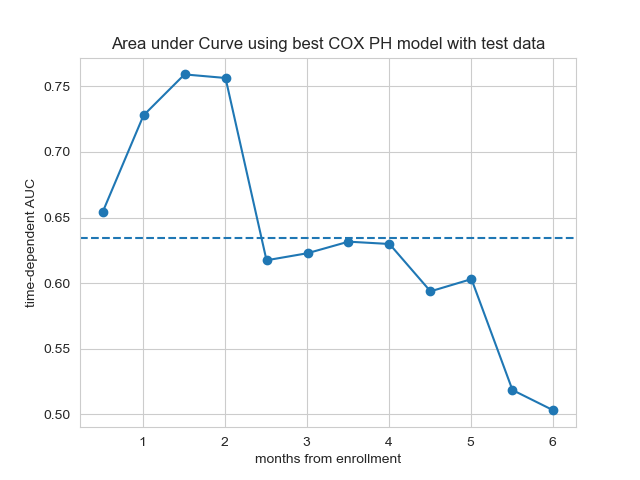 Area under Curve using best COX PH model with test data
time-dependent AUC
0.75
0.70
0.65
0.60
0.55
0.50
1 2 3 4 5 6
months from enrollment